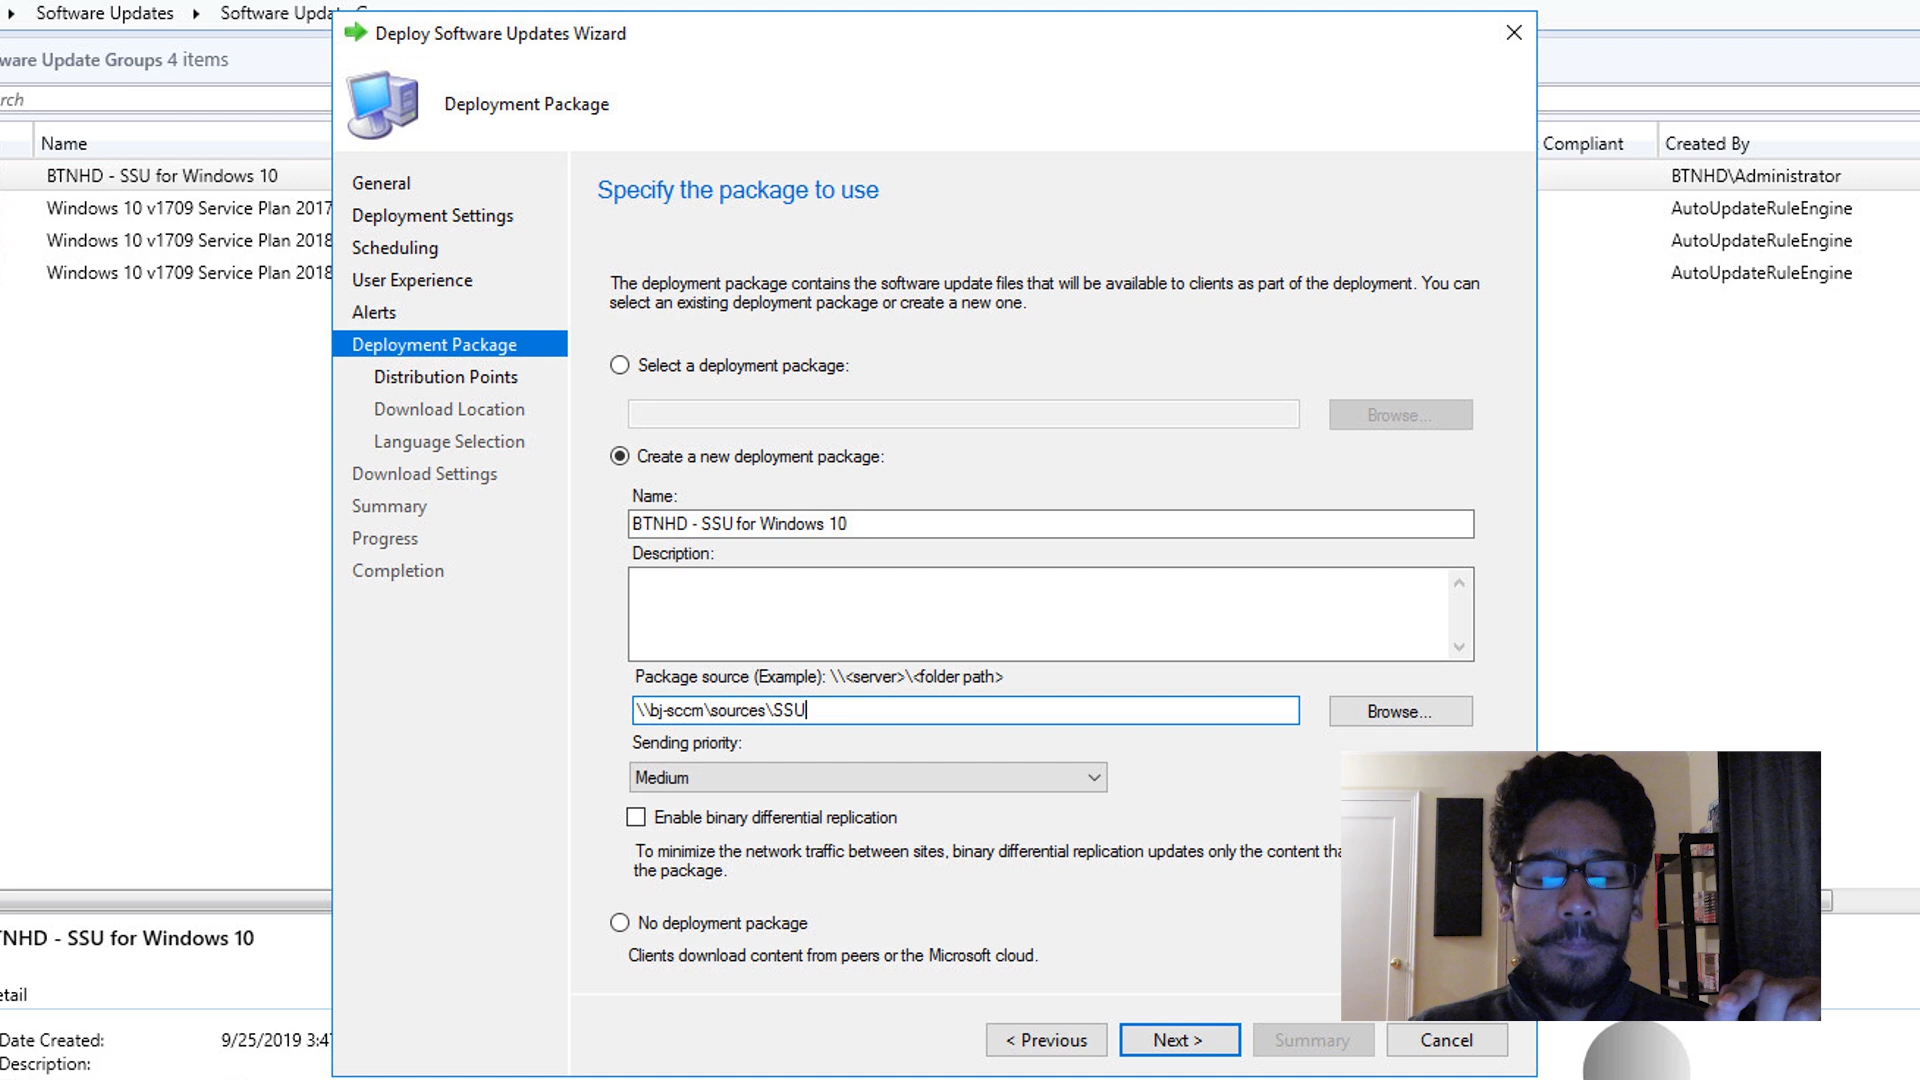 Software Updates
Software Upda
Deploy Software Updates Wizard
ware Update Groups 4 items
rch
Deployment Package
Name
Compliant
Created By
BTNHD - SSU for Windows 10
BTNHD\Administrator
Windows 10 v1709 Service Plan 2017
AutoUpdateRuleEngine
Windows 10 v1709 Service Plan 2018
AutoUpdateRuleEngine
Windows 10 v1709 Service Plan 2018
AutoUpdateRuleEngine
General
Deployment Settings
Scheduling
User Experience
Alerts
Deployment Package
Distribution Points
Download Location
Language Selection
Download Settings
Summary
Progress
Completion
Specify the package to use
The deployment package contains the software update files that will be available to clients as part of the deployment. You can
select an existing deployment package or create a new one.
Select a deployment package:
Browse...
Create a new deployment package:
Name:
BTNHD - SSU for Windows 10
Description:
Package source (Example): \\<server>\<folder path>
\\bj-sccm\sources\SSU
Browse...
Sending priority:
Medium
Enable binary differential replication
To minimize the network traffic between sites, binary differential replication updates only the content tha
the package.
No deployment package
Clients download content from peers or the Microsoft cloud.
TNHD - SSU for Windows 10
etail
Date Created:
9/25/2019 3:47
Description:
< Previous
Next >
Summary
Cancel